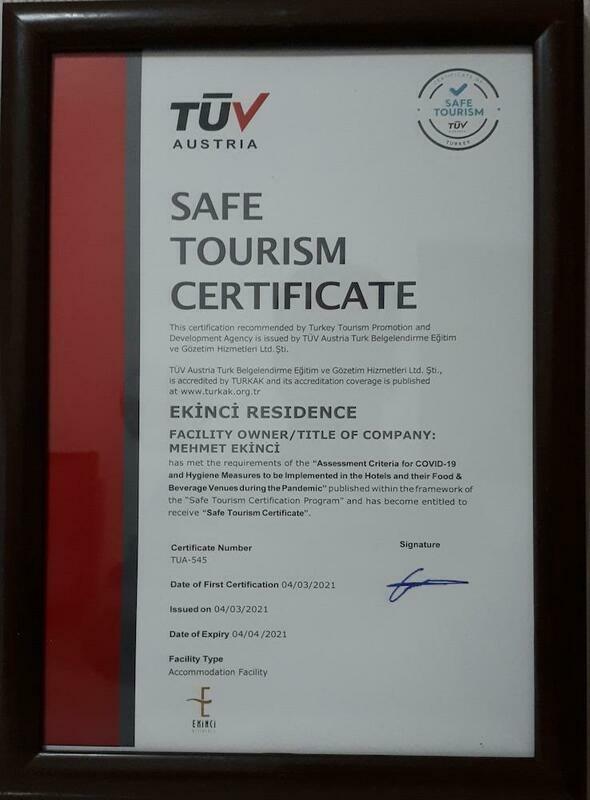 TÜV
AUSTRIA
CERTIFICATE OF
SAFE
TOURISM
TÜV
TURKEY
SAFE
TOURISM
CERTIFICATE
This certification recommended by Turkey Tourism Promotion and
Development Agency is issued by TÜV Austria Turk Belgelendirme Eğitim
ve Gözetim Hizmetleri Ltd.Şti.
TÜV Austria Turk Belgelendirme Eğitim ve Gözetim Hizmetleri Ltd. Şti.,
is accredited by TURKAK and its accreditation coverage is published
at www.turkak.org.tr
EKİNCİ RESIDENCE
FACILITY OWNER/TITLE OF COMPANY:
MEHMET EKİNCİ
has met the requirements of the "Assessment Criteria for COVID-19
and Hygiene Measures to be Implemented in the Hotels and their Food &
Beverage Venues during the Pandemic" published within the framework of
the "Safe Tourism Certification Program" and has become entitled to
receive "Safe Tourism Certificate".
Certificate Number
TUA-545
Signature
Date of First Certification 04/03/2021
Issued on 04/03/2021
Date of Expiry 04/04/2021
Facility Type
Accommodation Facility
EKİNCİ